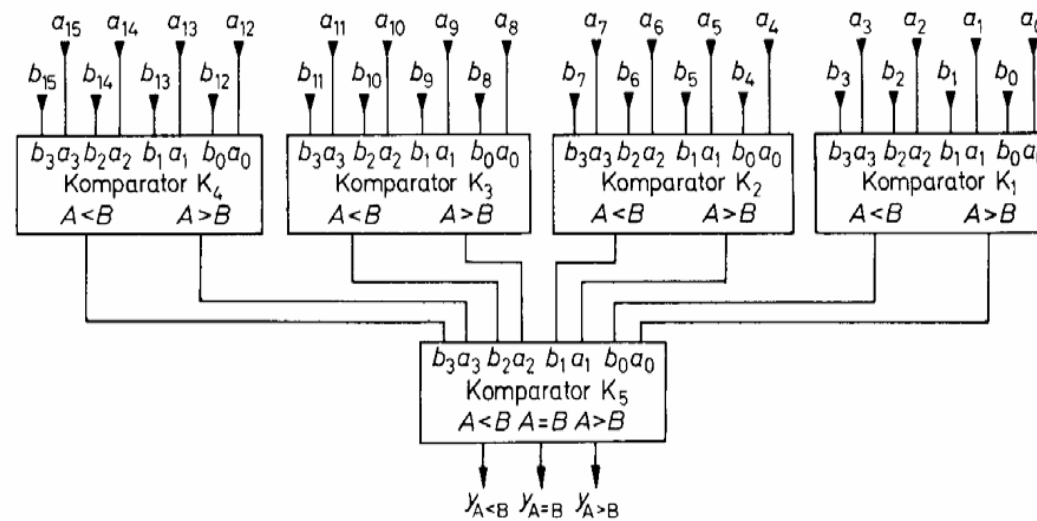 a₁₅ a₁₄ a₁₃ a₁₂ a₁₁ a₁₀ a₉ a₈ a₇ a₆ a₅ a₄ a₃ a₂ a₁
b₁₅ b₁₄ b₁₃ b₁₂ b₁₁ b₁₀ b₉ b₈ b₇ b₆ b₅ b₄ b₃ b₂ b₁ b₀
b₃a₃ b₂a₂ b₁a₁ b₀a₀
Komparator K₄
A<B A>B
b₃a₃ b₂a₂ b₁a₁ b₀a₀
Komparator K₃
A<B A>B
b₃a₃ b₂a₂ b₁a₁ b₀a₀
Komparator K₂
A<B A>B
b₃a₃ b₂a₂ b₁a₁ b₀
Komparator K₁
A<B A>B
b₃a₃ b₂a₂ b₁a₁ b₀a₀
Komparator K₅
A<B A=B A>B
y_A<B y_A=B y_A>B